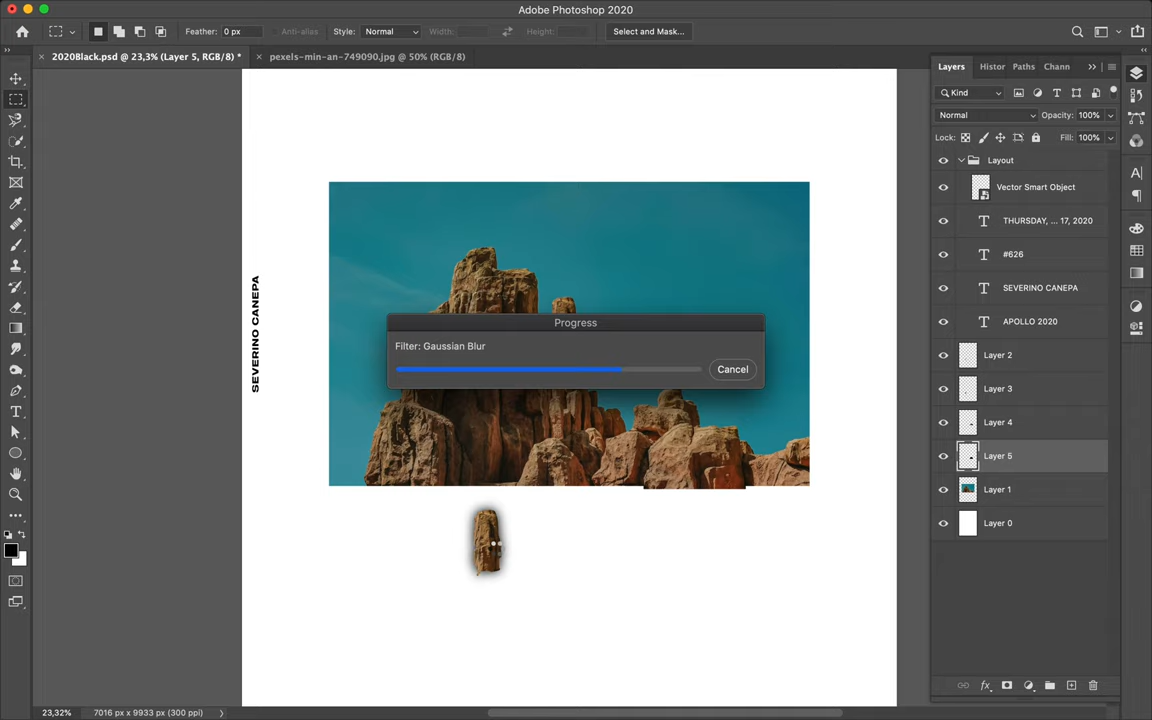 Adobe Photoshop 2020
Feather: 0 px Anti-alias Style: Normal Width: Height: Select and Mask...
2020Black.psd @ 23,3% (Layer 5, RGB/8) * pexels-min-an-749090.jpg @ 50% (RGB/8)
Layers Histor Paths Chann
Kind
Normal Opacity: 100%
Lock: Fill: 100%
Layout
Vector Smart Object
THURSDAY, ... 17, 2020
#626
SEVERINO CANEPA
APOLLO 2020
Layer 2
Layer 3
Layer 4
Layer 5
Layer 1
Layer 0
SEVERINO CANEPA
Progress
Filter: Gaussian Blur
Cancel
23,32% 7016 px x 9933 px (300 ppi)